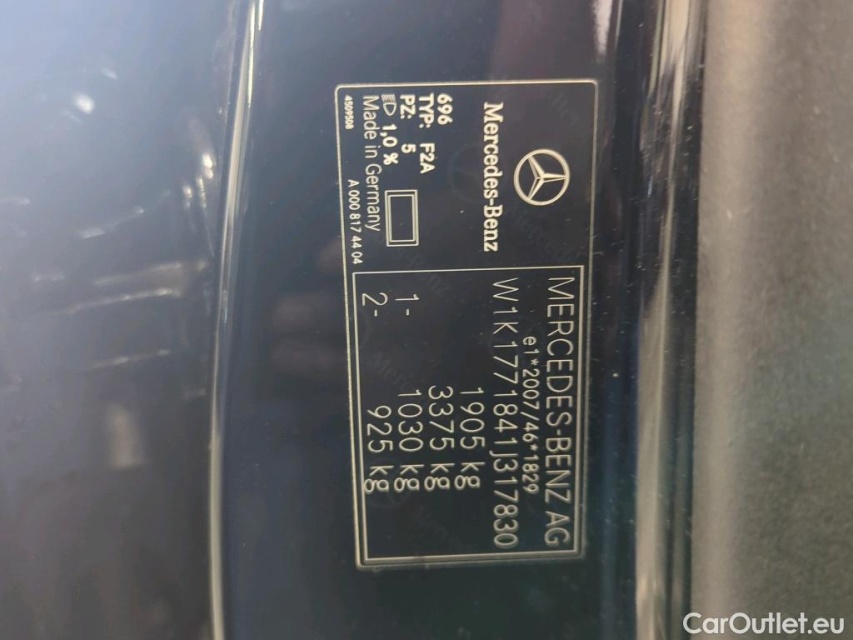 Mercedes-Benz
696
TYP: F2A
PZ: 5
1,0 %
Made in Germany
4509508
A 000 817 44 04
MERCEDES-BENZ AG
e1*2007/46*1829
W1K1771841J317830
1905 kg
3375 kg
1- 1030 kg
2- 925 kg
CarOutlet.eu